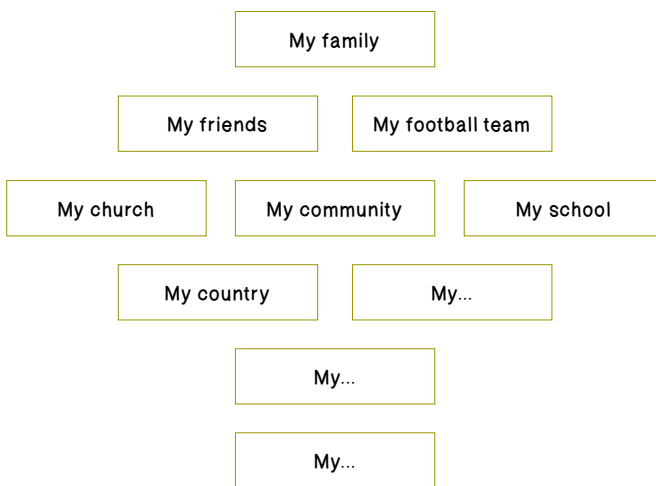 My family
My friends
My football team
My church
My community
My school
My country
My...
My...
My...